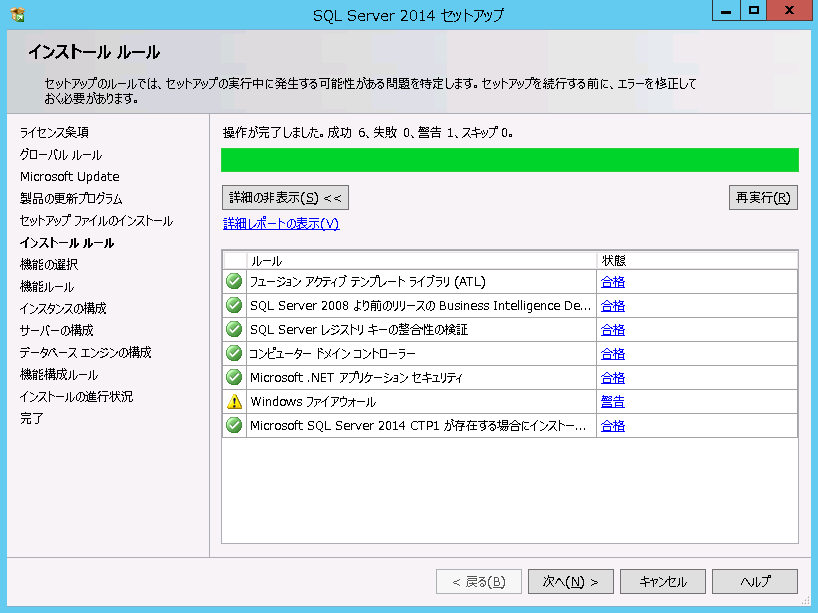 SQL Server 2014 セットアップ
インストール ルール
セットアップのルールでは、セットアップの実行中に発生する可能性がある問題を特定します。セットアップを続行する前に、エラーを修正して
おく必要があります。
ライセンス条項
グローバル ルール
Microsoft Update
製品の更新プログラム
セットアップ ファイルのインストール
インストール ルール
機能の選択
機能ルール
インスタンスの構成
サーバーの構成
データベース エンジンの構成
機能構成ルール
インストールの進行状況
完了
操作が完了しました。成功 6、失敗 0、警告 1、スキップ 0。
詳細の非表示(S) <<
再実行(R)
詳細レポートの表示(V)
ルール 状態
フュージョン アクティブ テンプレート ライブラリ (ATL) 合格
SQL Server 2008 より前のリリースの Business Intelligence De... 合格
SQL Server レジストリ キーの整合性の検証 合格
コンピューター ドメイン コントローラー 合格
Microsoft .NET アプリケーション セキュリティ 合格
Windows ファイアウォール 警告
Microsoft SQL Server 2014 CTP1 が存在する場合にインストー... 合格
< 戻る(B) 次へ(N) > キャンセル ヘルプ